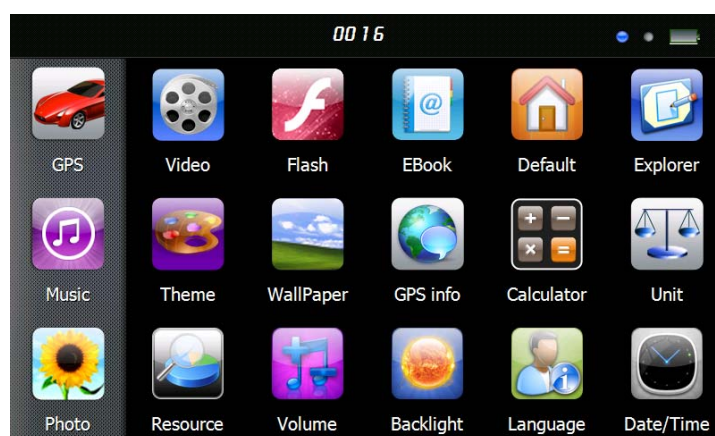 00 16
GPS Video Flash EBook Default Explorer
Music Theme WallPaper GPS info Calculator Unit
Photo Resource Volume Backlight Language Date/Time